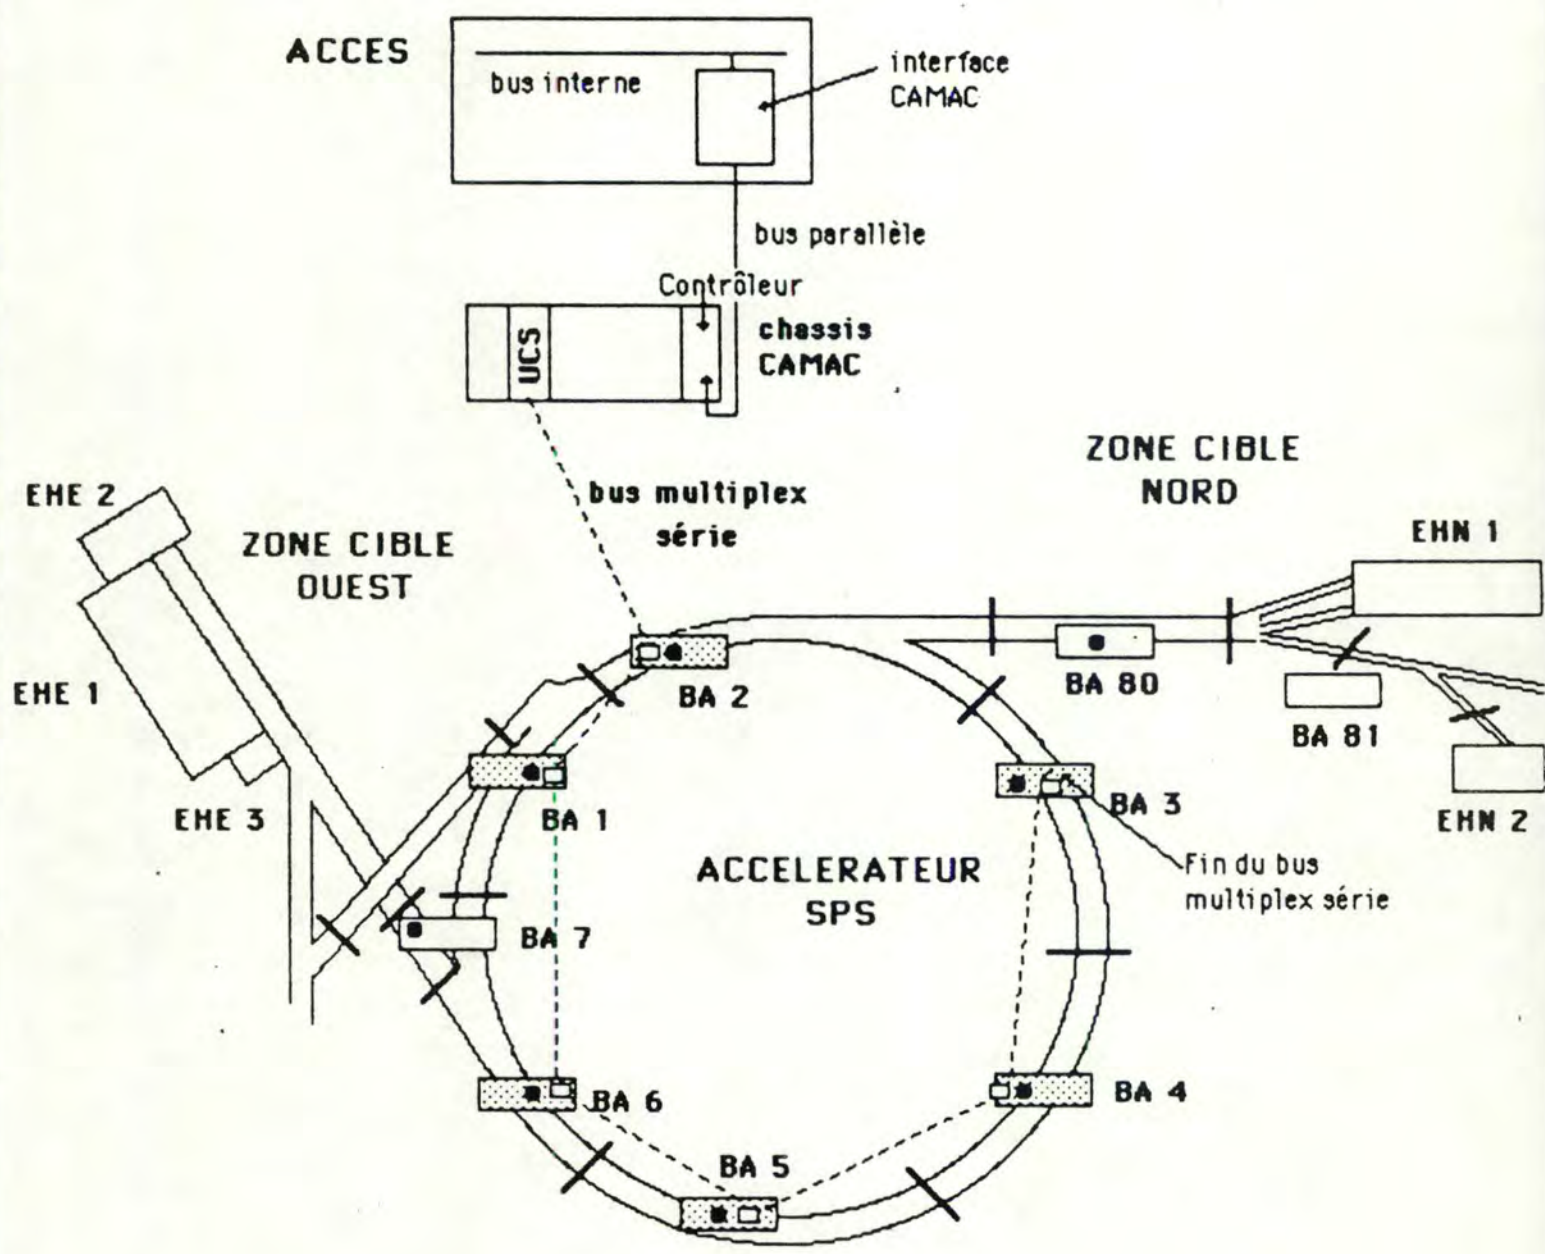 ACCES
bus interne
interface
CAMAC
bus parallèle
Contrôleur
UCS
chassis
CAMAC
bus multiplex
série
ZONE CIBLE
NORD
EHE 2
ZONE CIBLE
OUEST
EHN 1
EHE 1
BA 2
BA 80
BA 81
EHE 3
BA 1
BA 3
EHN 2
ACCELERATEUR
SPS
Fin du bus
multiplex série
BA 7
BA 6
BA 4
BA 5